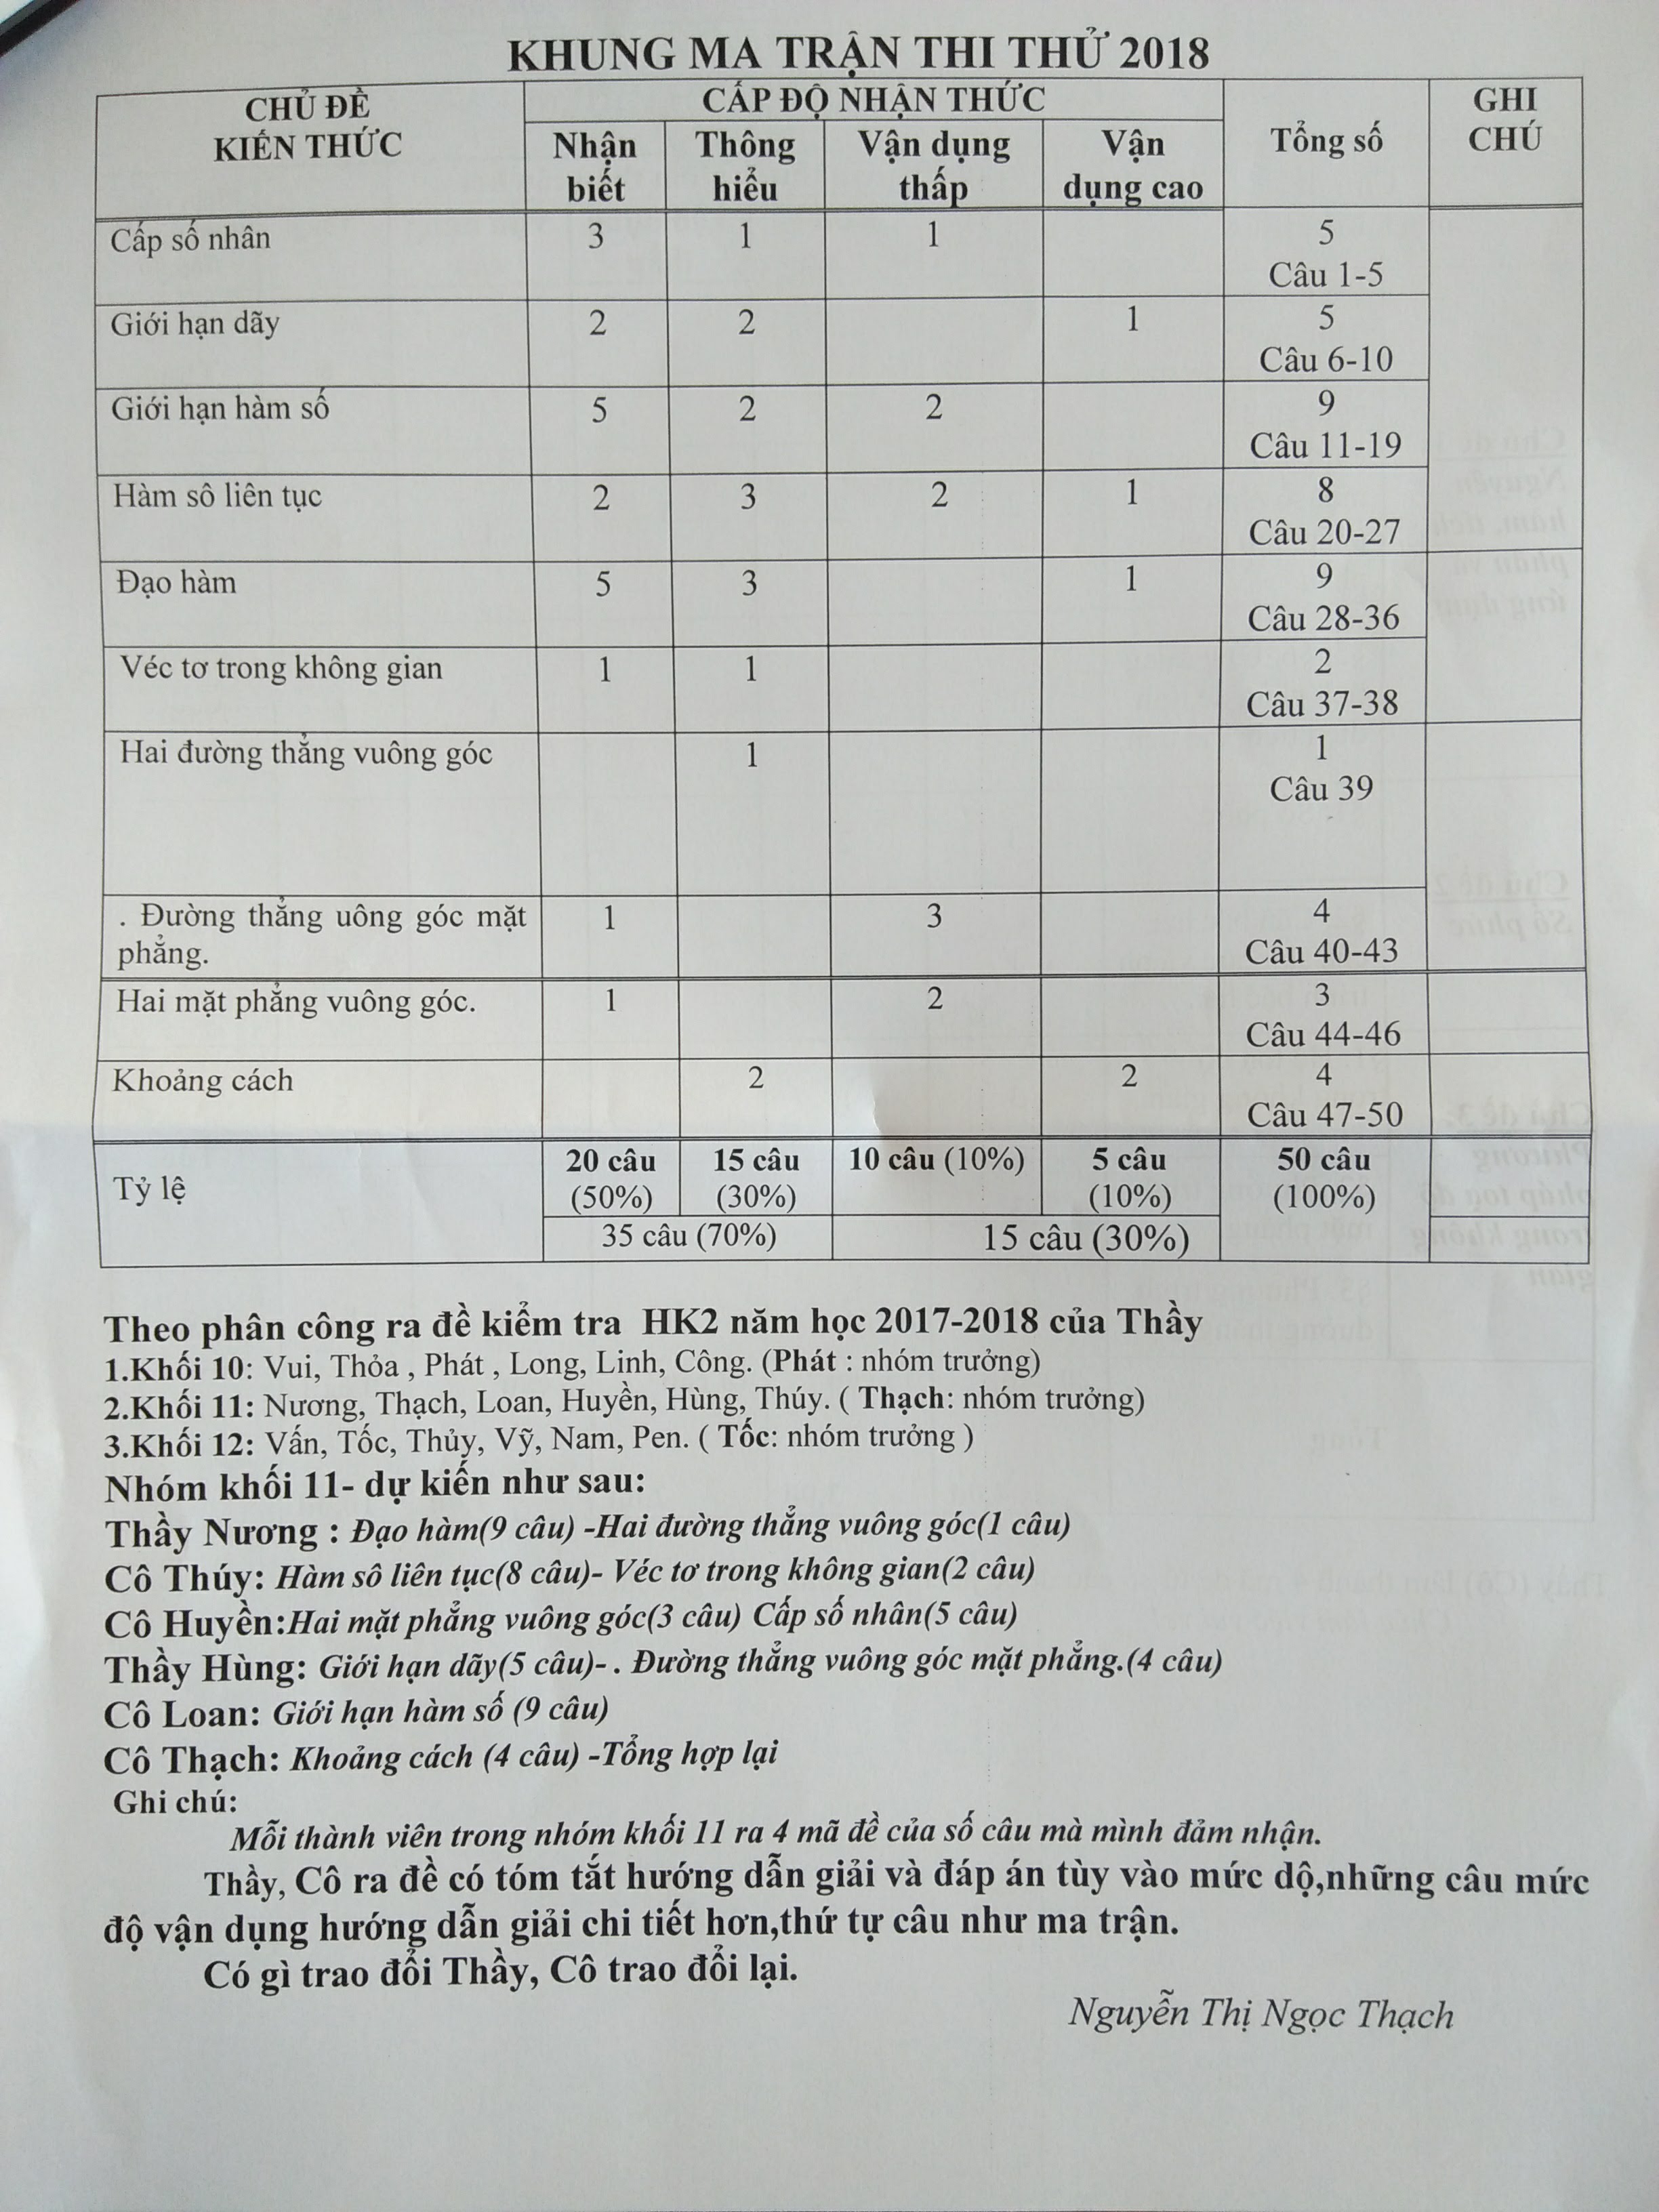 KHUNG MA TRẬN THI THỬ 2018
CHỦ ĐỀ KIẾN THỨC
CẤP ĐỘ NHẬN THỨC
Tổng số
GHI CHÚ
Nhận biết
Thông hiểu
Vận dụng thấp
Vận dụng cao
Cấp số nhân 3 1 1 5
Câu 1-5
Giới hạn dãy 2 2 1 5
Câu 6-10
Giới hạn hàm số 5 2 2 9
Câu 11-19
Hàm sô liên tục 2 3 2 1 8
Câu 20-27
Đạo hàm 5 3 1 9
Câu 28-36
Véc tơ trong không gian 1 1 2
Câu 37-38
Hai đường thẳng vuông góc 1 1
Câu 39
. Đường thẳng uông góc mặt 1 3 4
phẳng. Câu 40-43
Hai mặt phẳng vuông góc. 1 2 3
Câu 44-46
Khoảng cách 2 2 4
Câu 47-50
Tỷ lệ
20 câu 15 câu 10 câu (10%) 5 câu 50 câu
(50%) (30%) (10%) (100%)
35 câu (70%) 15 câu (30%)
Theo phân công ra đề kiểm tra HK2 năm học 2017-2018 của Thầy
1.Khối 10: Vui, Thỏa , Phát , Long, Linh, Công. (Phát : nhóm trưởng)
2.Khối 11: Nương, Thạch, Loan, Huyền, Hùng, Thúy. ( Thạch: nhóm trưởng)
3.Khối 12: Vấn, Tốc, Thủy, Vỹ, Nam, Pen. ( Tốc: nhóm trưởng )
Nhóm khối 11- dự kiến như sau:
Thầy Nương : Đạo hàm(9 câu) -Hai đường thẳng vuông góc(1 câu)
Cô Thúy: Hàm sô liên tục(8 câu)- Véc tơ trong không gian(2 câu)
Cô Huyền:Hai mặt phẳng vuông góc(3 câu) Cấp số nhân(5 câu)
Thầy Hùng: Giới hạn dãy(5 câu)- . Đường thẳng vuông góc mặt phẳng.(4 câu)
Cô Loan: Giới hạn hàm số (9 câu)
Cô Thạch: Khoảng cách (4 câu) -Tổng hợp lại
Ghi chú:
Mỗi thành viên trong nhóm khối 11 ra 4 mã đề của số câu mà mình đảm nhận.
Thầy, Cô ra đề có tóm tắt hướng dẫn giải và đáp án tùy vào mức dộ,những câu mức
độ vận dụng hướng dẫn giải chi tiết hơn,thứ tự câu như ma trận.
Có gì trao đổi Thầy, Cô trao đổi lại.
Nguyễn Thị Ngọc Thạch